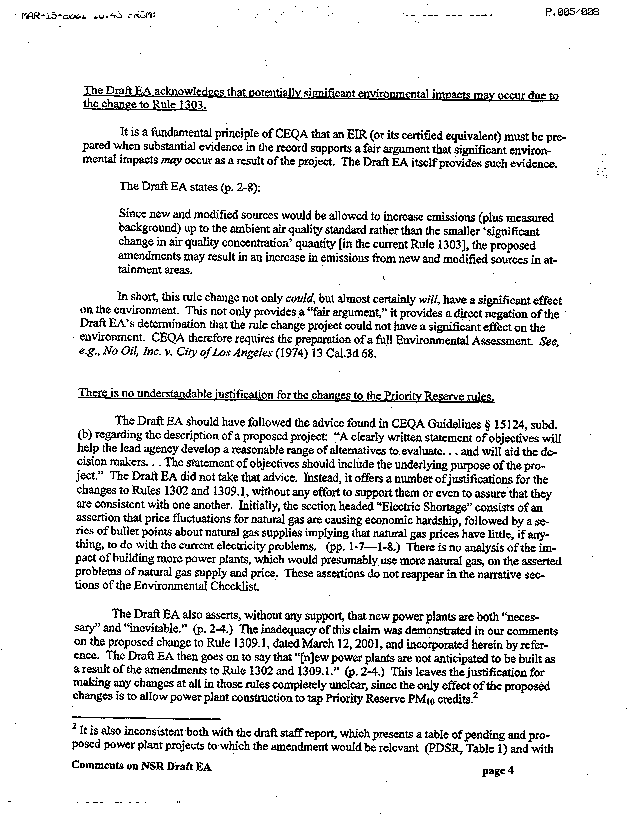 P.005/008
The Draft EA acknowledges that potentially significant environmental impacts may occur due to
the change to Rule 1303.
It is a fundamental principle of CEQA that an EIR (or its certified equivalent) must be pre-
pared when substantial evidence in the record supports a fair argument that significant environ-
mental impacts may occur as a result of the project. The Draft EA itself provides such evidence.
The Draft EA states (p. 2-8):
Since new and modified sources would be allowed to increase emissions (plus measured
background) up to the ambient air quality standard rather than the smaller ‘significant
change in air quality concentration’ quantity [in the current Rule 1303], the proposed
amendments may result in an increase in emissions from new and modified sources in at-
tainment areas.
In short, this rule change not only could, but almost certainly will, have a significant effect
on the environment. This not only provides a “fair argument,” it provides a direct negation of the
Draft EA’s determination that the rule change project could not have a significant effect on the
environment. CEQA therefore requires the preparation of a full Environmental Assessment. See,
e.g., No Oil, Inc. v. City of Los Angeles (1974) 13 Cal.3d 68.
There is no understandable justification for the changes to the Priority Reserve rules.
The Draft EA should have followed the advice found in CEQA Guidelines § 15124, subd.
(b) regarding the description of a proposed project: “A clearly written statement of objectives will
help the lead agency develop a reasonable range of alternatives to evaluate. . . and will aid the de-
cision makers. . . The statement of objectives should include the underlying purpose of the pro-
ject.” The Draft EA did not take that advice. Instead, it offers a number of justifications for the
changes to Rules 1302 and 1309.1, without any effort to support them or even to assure that they
are consistent with one another. Initially, the section headed “Electric Shortage” consists of an
assertion that price fluctuations for natural gas are causing economic hardship, followed by a se-
ries of bullet points about natural gas supplies implying that natural gas prices have little, if any-
thing, to do with the current electricity problems. (pp. 1-7—1-8.) There is no analysis of the im-
pact of building more power plants, which would presumably use more natural gas, on the asserted
problems of natural gas supply and price. These assertions do not reappear in the narrative sec-
tions of the Environmental Checklist.
The Draft EA also asserts, without any support, that new power plants are both “neces-
sary” and “inevitable.” (p. 2-4.) The inadequacy of this claim was demonstrated in our comments
on the proposed change to Rule 1309.1, dated March 12, 2001, and incorporated herein by refer-
ence. The Draft EA then goes on to say that “[n]ew power plants are not anticipated to be built as
a result of the amendments to Rule 1302 and 1309.1.” (p. 2-4.) This leaves the justification for
making any changes at all in those rules completely unclear, since the only effect of the proposed
changes is to allow power plant construction to tap Priority Reserve PM10 credits.2
2 It is also inconsistent both with the draft staff report, which presents a table of pending and pro-
posed power plant projects to which the amendment would be relevant (PDSR, Table 1) and with
Comments on NSR Draft EA
page 4